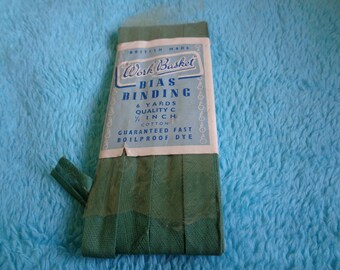 BRITISH MADE
Work Basket
BIAS
BINDING
6 YARDS
QUALITY C
INCH
COTTON
GUARANTEED FAST
BOILPROOF DYE